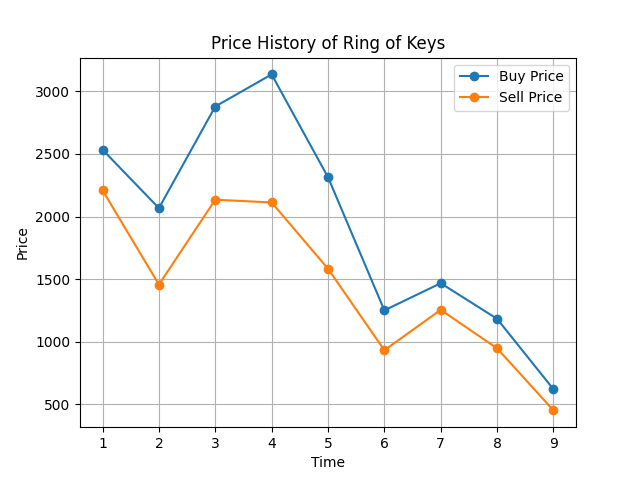 Price History of Ring of Keys
Buy Price
Sell Price
Price
3000
2500
2000
1500
1000
500
1 2 3 4 5 6 7 8 9
Time